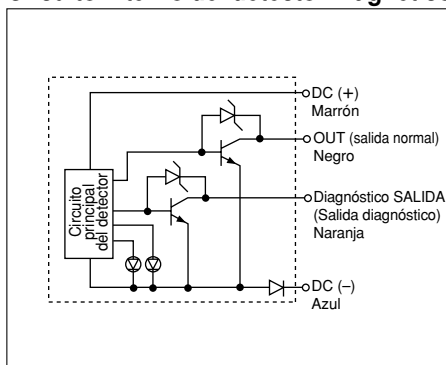 DC (+)
Marrón
OUT (salida normal)
Negro
Diagnóstico SALIDA
(Salida diagnóstico)
Naranja
Circuito
principal
del detector
DC (–)
Azul